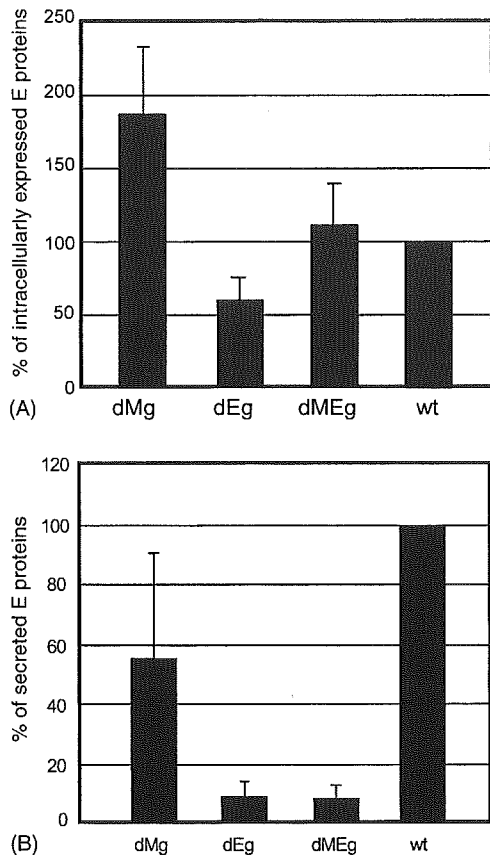 % of intracellularly expressed E proteins
250
200
150
100
50
0
dMg dEg dMEg wt
(A)
% of secreted E proteins
120
100
80
60
40
20
0
dMg dEg dMEg wt
(B)